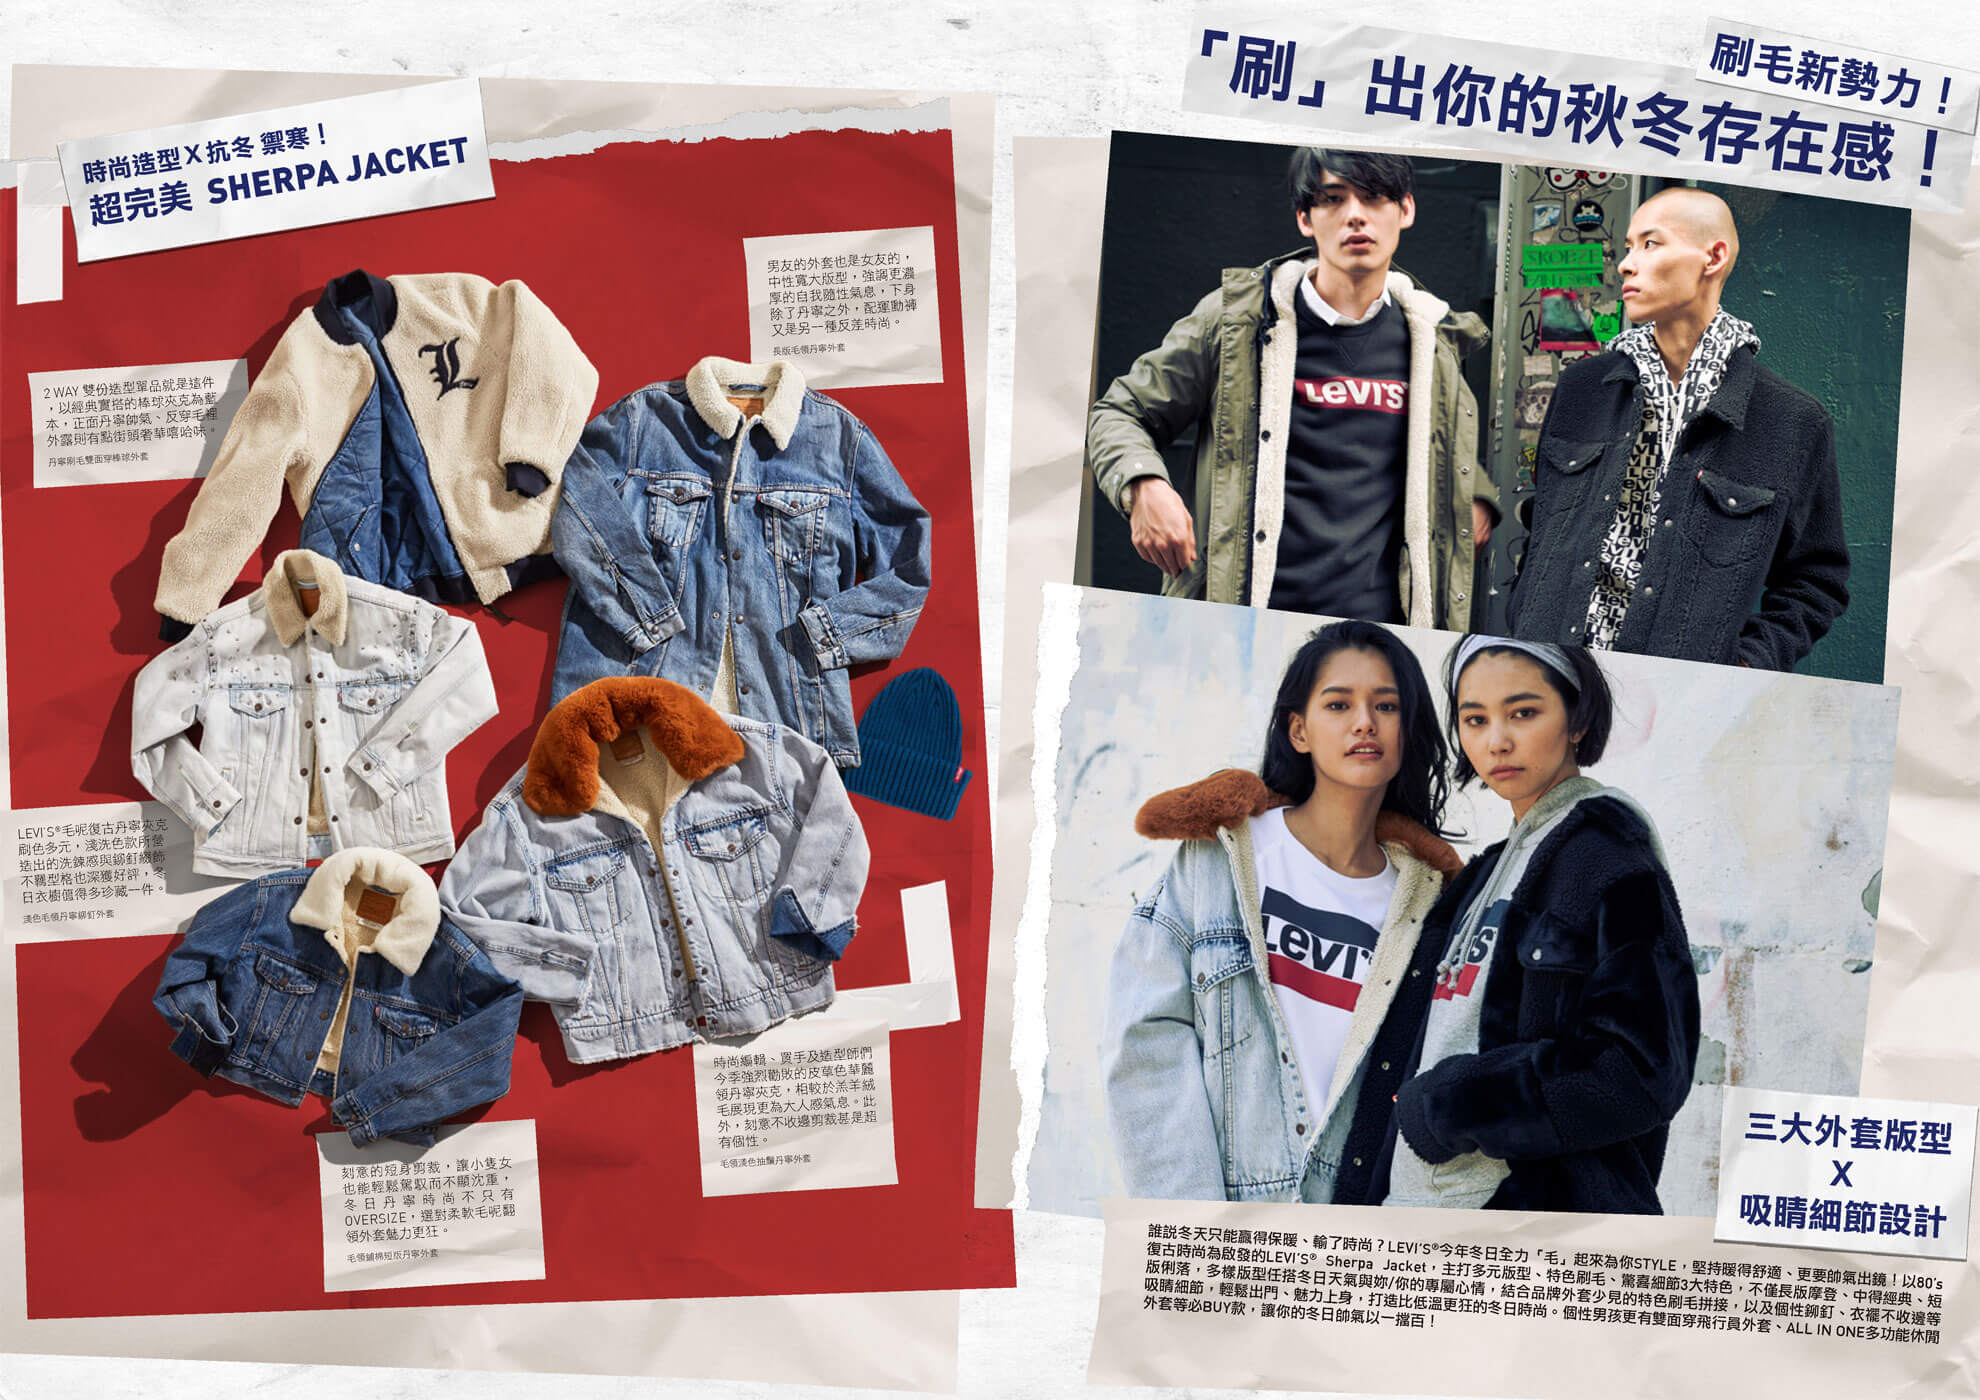 時尚造型X抗冬 禦寒！
超完美 SHERPA JACKET
男友的外套也是女友的，
中性寬大版型，強調更濃
厚的自我隨性氣息，下身
除了丹寧之外，配運動褲
又是另一種反差時尚。
長版毛領丹寧外套
2 WAY 雙份造型單品就是這件
，以經典實搭的棒球夾克為藍
本，正面丹寧帥氣、反穿毛裡
外露則有點街頭奢華嘻哈味。
丹寧刷毛雙面穿棒球外套
L
LEVI'S®毛呢復古丹寧夾克
刷色多元，淺洗色款所營
造出的洗鍊感與鉚釘綴飾
不羈型格也深獲好評，冬
日衣櫥值得多珍藏一件。
淺色毛領丹寧鉚釘外套
時尚編輯、買手及造型師們
今季強烈勸敗的皮草色華麗
領丹寧夾克，相較於羔羊絨
毛展現更為大人感氣息。此
外，刻意不收邊剪裁甚是超
有個性。
毛領淺色抽鬚丹寧外套
刻意的短身剪裁，讓小隻女
也能輕鬆駕馭而不顯沈重，
冬日丹寧時尚不只有
OVERSIZE，選對柔軟毛呢翻
領外套魅力更狂。
毛領鋪棉短版丹寧外套
刷毛新勢力！
「刷」出你的秋冬存在感！
LEVI'S®
LEVI'S
三大外套版型
X
吸睛細節設計
誰説冬天只能贏得保暖、輸了時尚？LEVI'S®今年冬日全力「毛」起來為你STYLE，堅持暖得舒適、更要帥氣出鏡！以80's
復古時尚為啟發的LEVI'S® Sherpa Jacket，主打多元版型、特色刷毛、驚喜細節3大特色，不僅長版摩登、中得經典、短
版俐落，多樣版型任搭冬日天氣與妳/你的專屬心情，結合品牌外套少見的特色刷毛拼接，以及個性鉚釘、衣襬不收邊等
吸睛細節，輕鬆出門、魅力上身，打造比低溫更狂的冬日時尚。個性男孩更有雙面穿飛行員外套、ALL IN ONE多功能休閒
外套等必BUY款，讓你的冬日帥氣以一擋百！